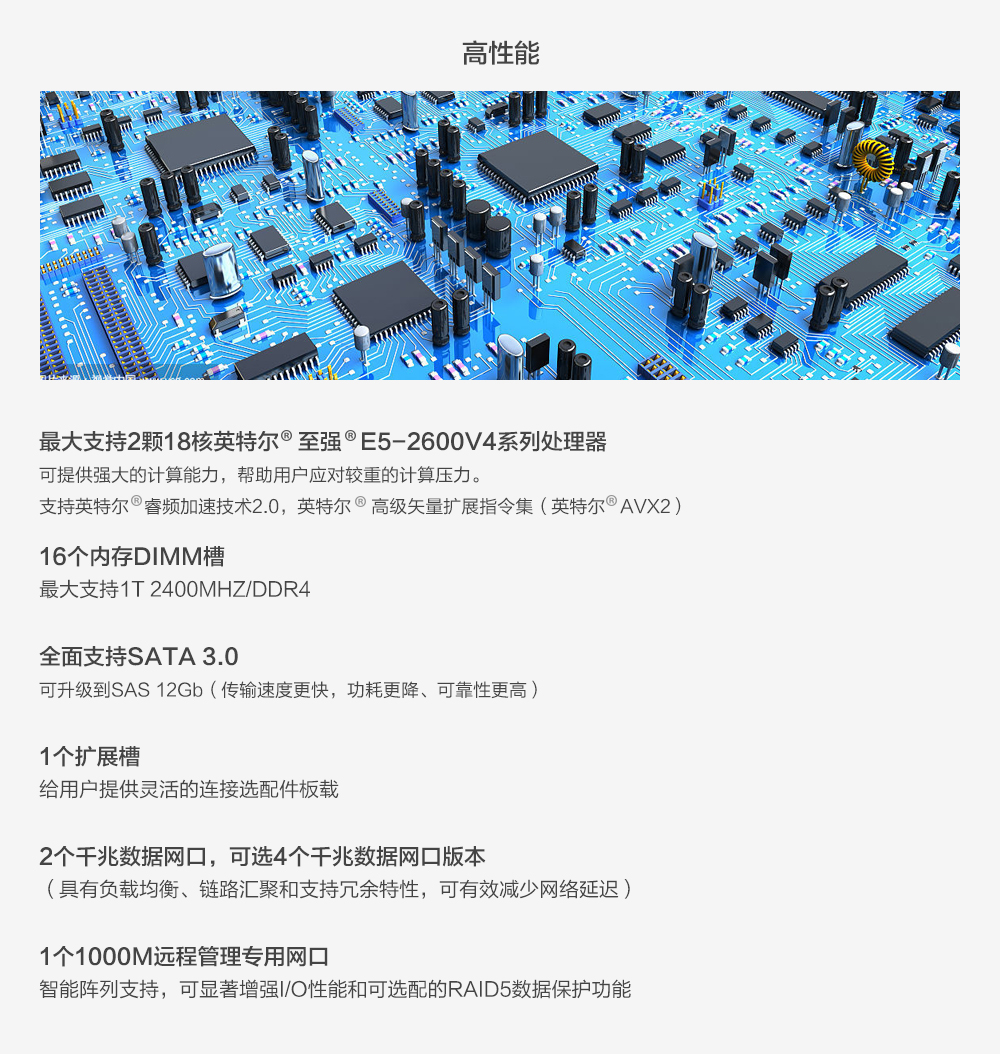 高性能
最大支持2颗18核英特尔® 至强®E5-2600V4系列处理器
可提供强大的计算能力，帮助用户应对较重的计算压力。
支持英特尔®睿频加速技术2.0，英特尔® 高级矢量扩展指令集（英特尔®AVX2）
16个内存DIMM槽
最大支持1T 2400MHZ/DDR4
全面支持SATA 3.0
可升级到SAS 12Gb（传输速度更快，功耗更降、可靠性更高）
1个扩展槽
给用户提供灵活的连接选配件板载
2个千兆数据网口，可选4个千兆数据网口版本
（具有负载均衡、链路汇聚和支持冗余特性，可有效减少网络延迟）
1个1000M远程管理专用网口
智能阵列支持，可显著增强I/O性能和可选配的RAID5数据保护功能